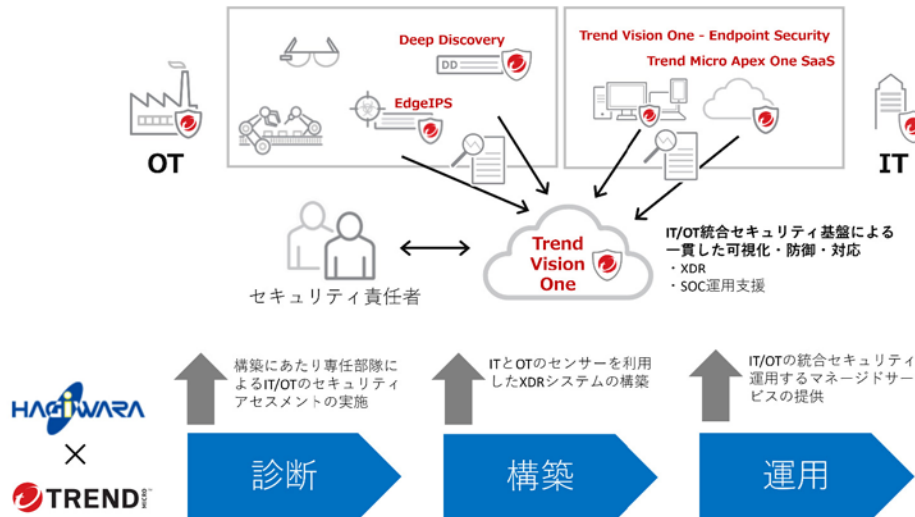 Deep Discovery
DD
EdgeIPS
OT
Trend Vision One - Endpoint Security
Trend Micro Apex One SaaS
IT
セキュリティ責任者
Trend
Vision
One
IT/OT統合セキュリティ基盤による
一貫した可視化・防御・対応
・XDR
・SOC運用支援
HAGIWARA
×
TREND
MICRO
構築にあたり専任部隊に
よるIT/OTのセキュリティ
アセスメントの実施
診断
ITとOTのセンサーを利用
したXDRシステムの構築
構築
IT/OTの統合セキュリティ
運用するマネージドサー
ビスの提供
運用